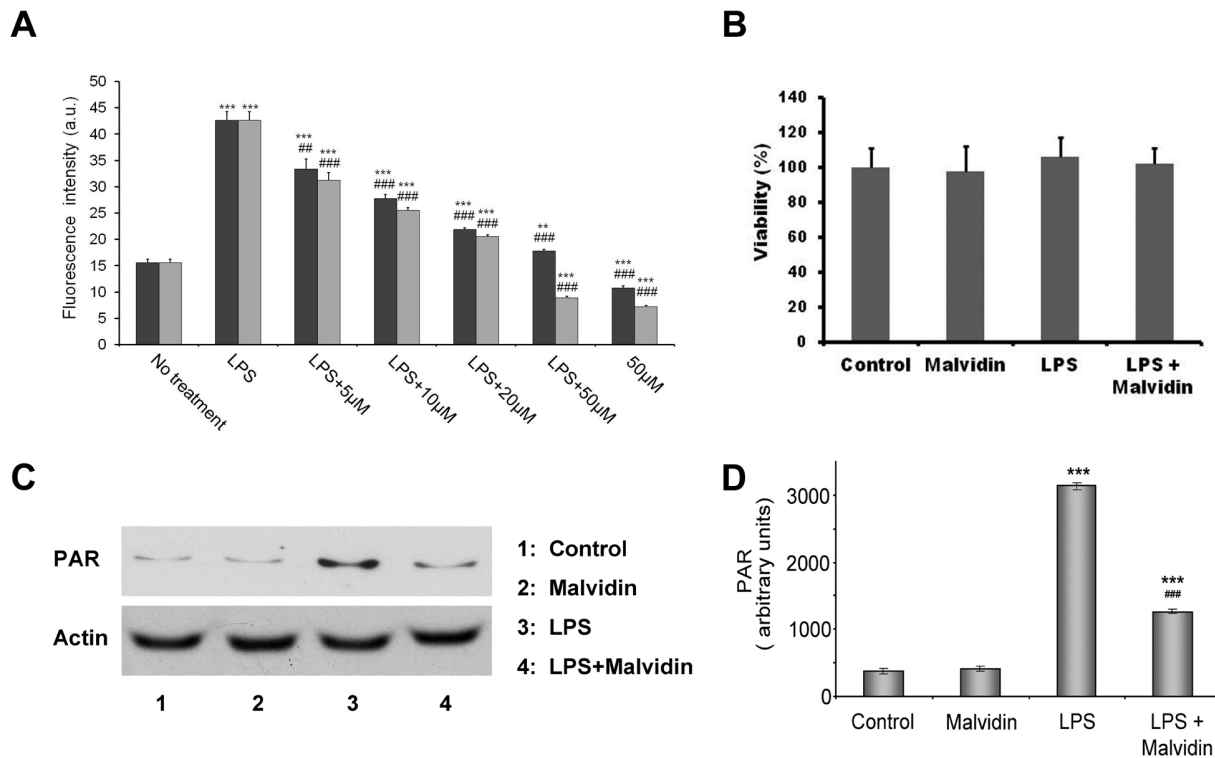 A
Fluorescence intensity (a.u.)
50
45
40
35
30
25
20
15
10
5
0
*** ***
***
##
***
###
***
###
***
###
***
###
***
###
**
###
***
###
***
###
***
###
No treatment
LPS
LPS+5µM
LPS+10µM
LPS+20µM
LPS+50µM
50µM
B
Viability (%)
140
120
100
80
60
40
20
0
Control
Malvidin
LPS
LPS +
Malvidin
C
PAR
Actin
1 2 3 4
1: Control
2: Malvidin
3: LPS
4: LPS+Malvidin
D
PAR
( arbitrary units)
3000
2000
1000
0
***
***
###
Control
Malvidin
LPS
LPS +
Malvidin